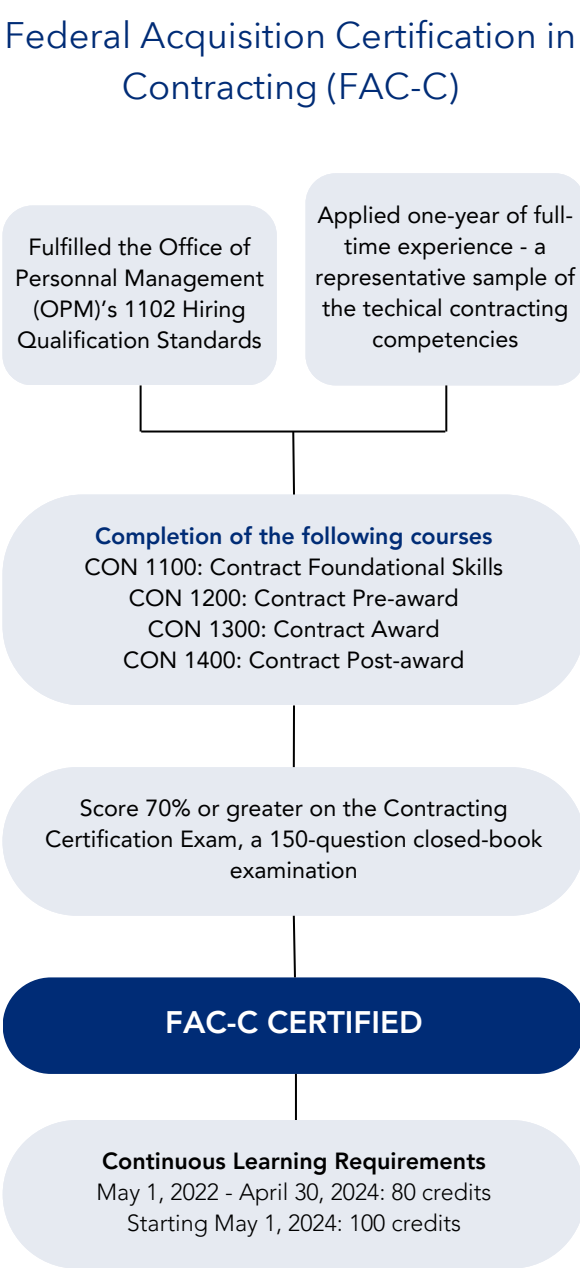 Federal Acquisition Certification in
Contracting (FAC-C)
Fulfilled the Office of
Personnal Management
(OPM)'s 1102 Hiring
Qualification Standards
Applied one-year of full-
time experience - a
representative sample of
the techical contracting
competencies
Completion of the following courses
CON 1100: Contract Foundational Skills
CON 1200: Contract Pre-award
CON 1300: Contract Award
CON 1400: Contract Post-award
Score 70% or greater on the Contracting
Certification Exam, a 150-question closed-book
examination
FAC-C CERTIFIED
Continuous Learning Requirements
May 1, 2022 - April 30, 2024: 80 credits
Starting May 1, 2024: 100 credits